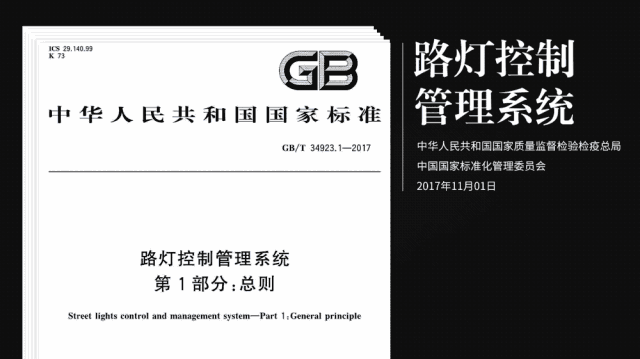 ICS 29.140.99
K 73
GB
中华人民共和国国家标准
GB/T 34923.1—2017
路灯控制管理系统
第1部分:总则
Street lights control and management system—Part 1:General principle
路灯控制
管理系统
中华人民共和国国家质量监督检验检疫总局
中国国家标准化管理委员会
2017年11月01日